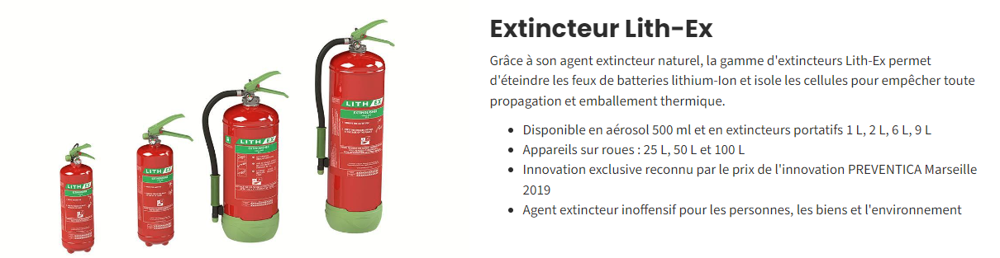 Extincteur Lith-Ex
Grâce à son agent extincteur naturel, la gamme d'extincteurs Lith-Ex permet
d'éteindre les feux de batteries lithium-Ion et isole les cellules pour empêcher toute
propagation et emballement thermique.
• Disponible en aérosol 500 ml et en extincteurs portatifs 1 L, 2 L, 6 L, 9 L
• Appareils sur roues : 25 L, 50 L et 100 L
• Innovation exclusive reconnu par le prix de l'innovation PREVENTICA Marseille
2019
• Agent extincteur inoffensif pour les personnes, les biens et l'environnement
LITH EX
LITH EX
LITH EX
EXTINGUISHER
LITH EX
EXTINGUISHER